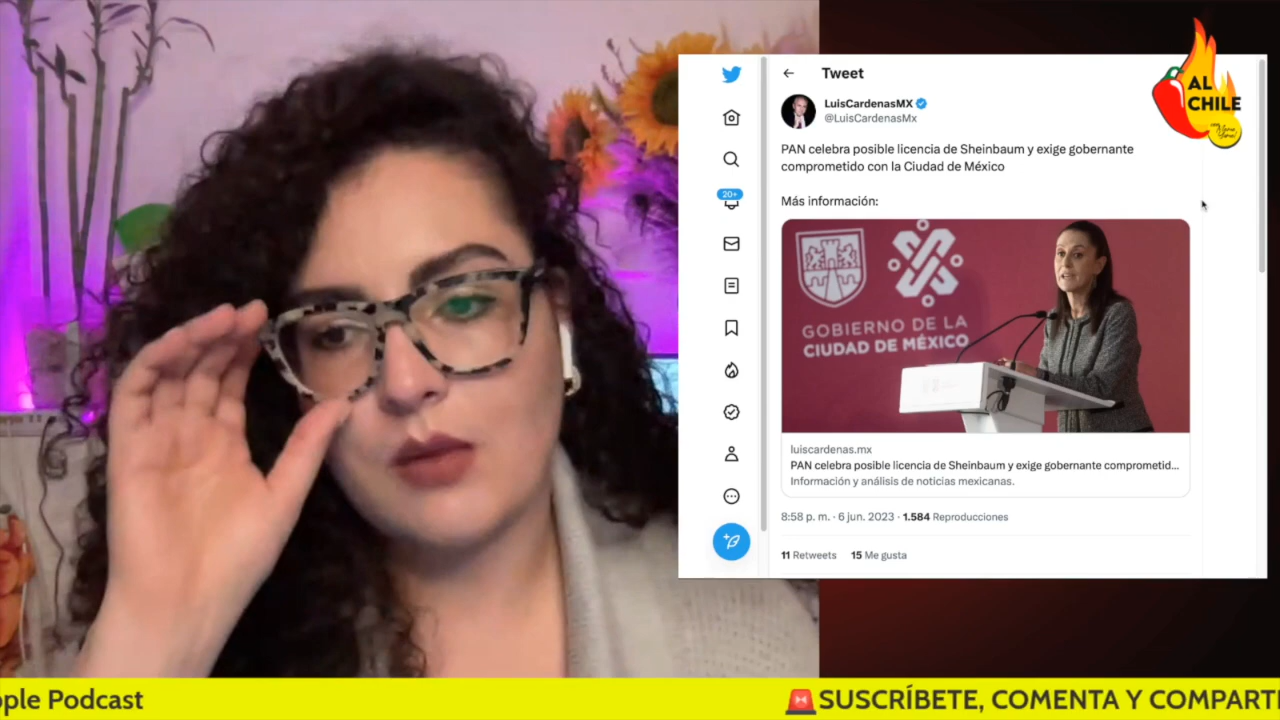 Tweet
LuisCardenasMX
@LuisCardenasMx
PAN celebra posible licencia de Sheinbaum y exige gobernante
comprometido con la Ciudad de México
Más información:
20+
GOBIERNO DE LA
CIUDAD DE MÉXICO
luiscardenas.mx
PAN celebra posible licencia de Sheinbaum y exige gobernante comprometid...
Información y análisis de noticias mexicanas.
8:58 p. m. · 6 jun. 2023 · 1.584 Reproducciones
11 Retweets 15 Me gusta
AL
CHILE
ople Podcast
SUSCRÍBETE, COMENTA Y COMPARTE